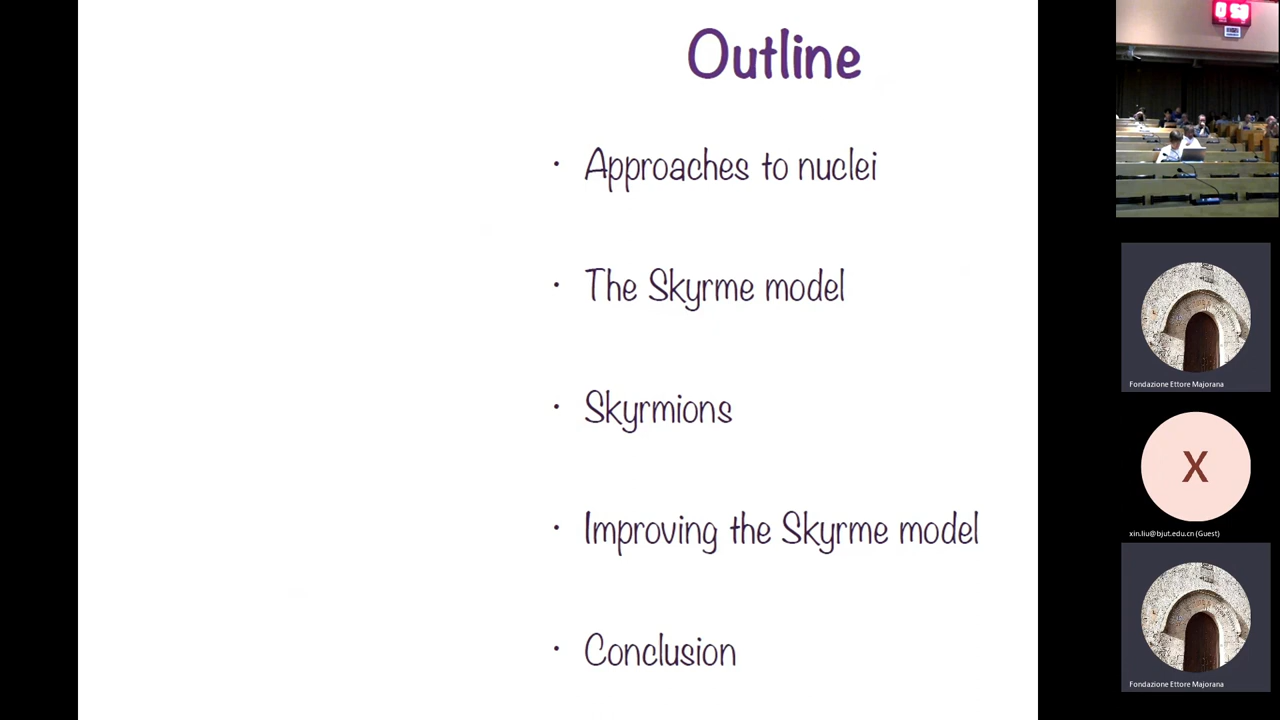 Outline
· Approaches to nuclei
· The Skyrme model
· Skyrmions
· Improving the Skyrme model
· Conclusion
Fondazione Ettore Majorana
X
xin.liu@bjut.edu.cn (Guest)
Fondazione Ettore Majorana